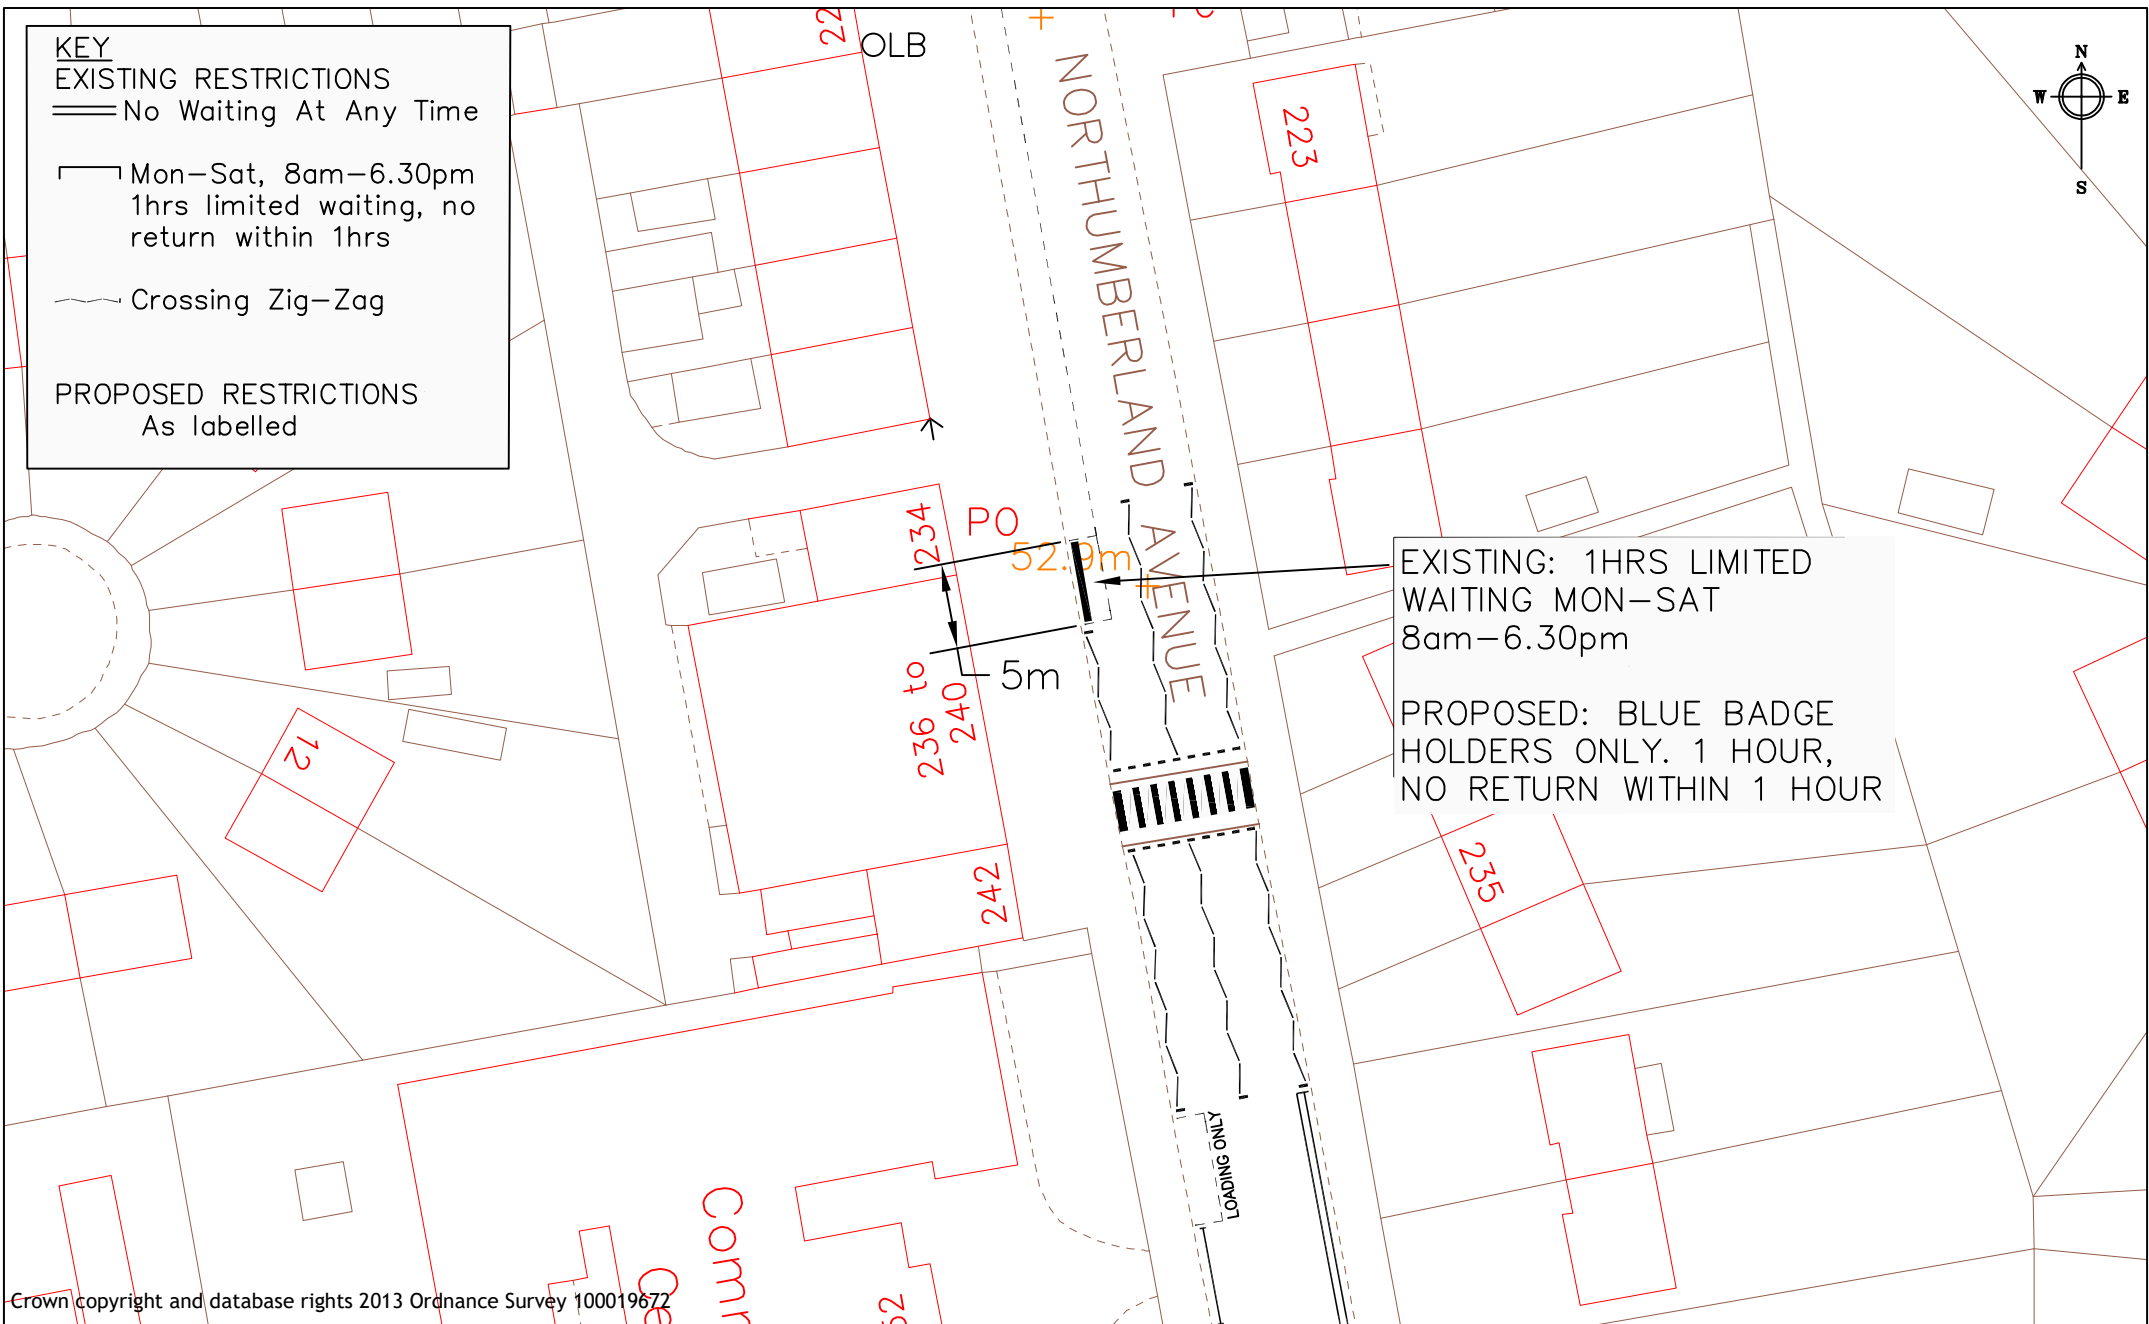 KEY
EXISTING RESTRICTIONS
No Waiting At Any Time
Mon-Sat, 8am-6.30pm
1hrs limited waiting, no
return within 1hrs
Crossing Zig-Zag
PROPOSED RESTRICTIONS
As labelled
OLB
N
W E
S
NORTHUMBERLAND AVENUE
223
234
PO
52.9m
5m
236 to
240
242
12
235
EXISTING: 1HRS LIMITED
WAITING MON-SAT
8am-6.30pm
PROPOSED: BLUE BADGE
HOLDERS ONLY. 1 HOUR,
NO RETURN WITHIN 1 HOUR
LOADING ONLY
Crown copyright and database rights 2013 Ordnance Survey 100019672